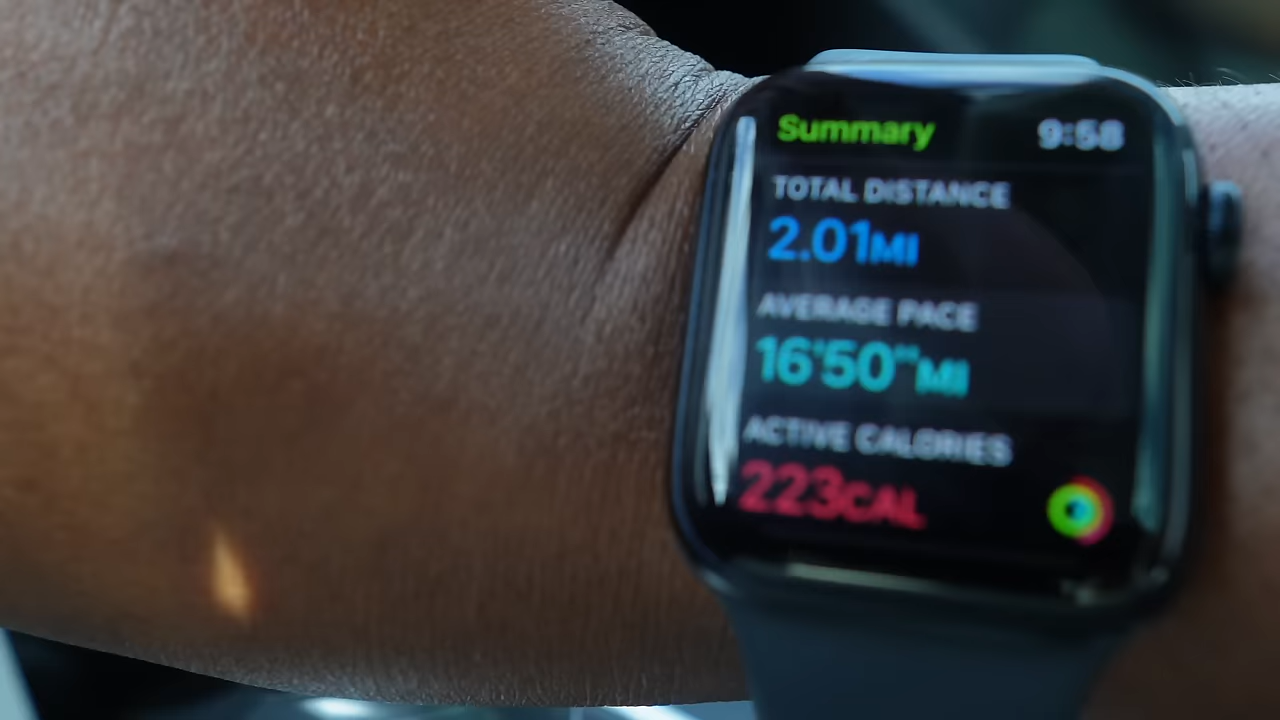 Summary 9:58
TOTAL DISTANCE
2.01MI
AVERAGE PACE
16'50"/MI
ACTIVE CALORIES
223CAL